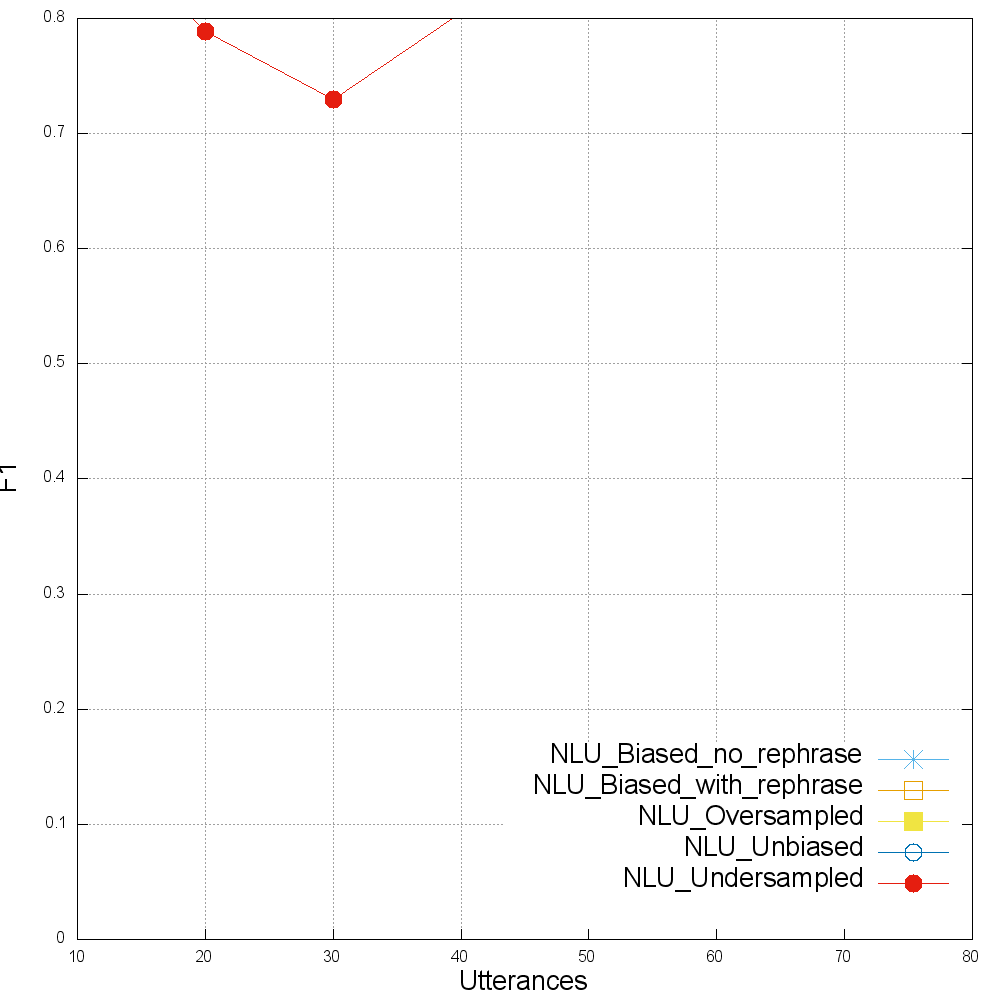 0.8
0.7
0.6
0.5
0.4
0.3
0.2
0.1
0
F1
NLU_Biased_no_rephrase
NLU_Biased_with_rephrase
NLU_Oversampled
NLU_Unbiased
NLU_Undersampled
10 20 30 40 50 60 70 80
Utterances